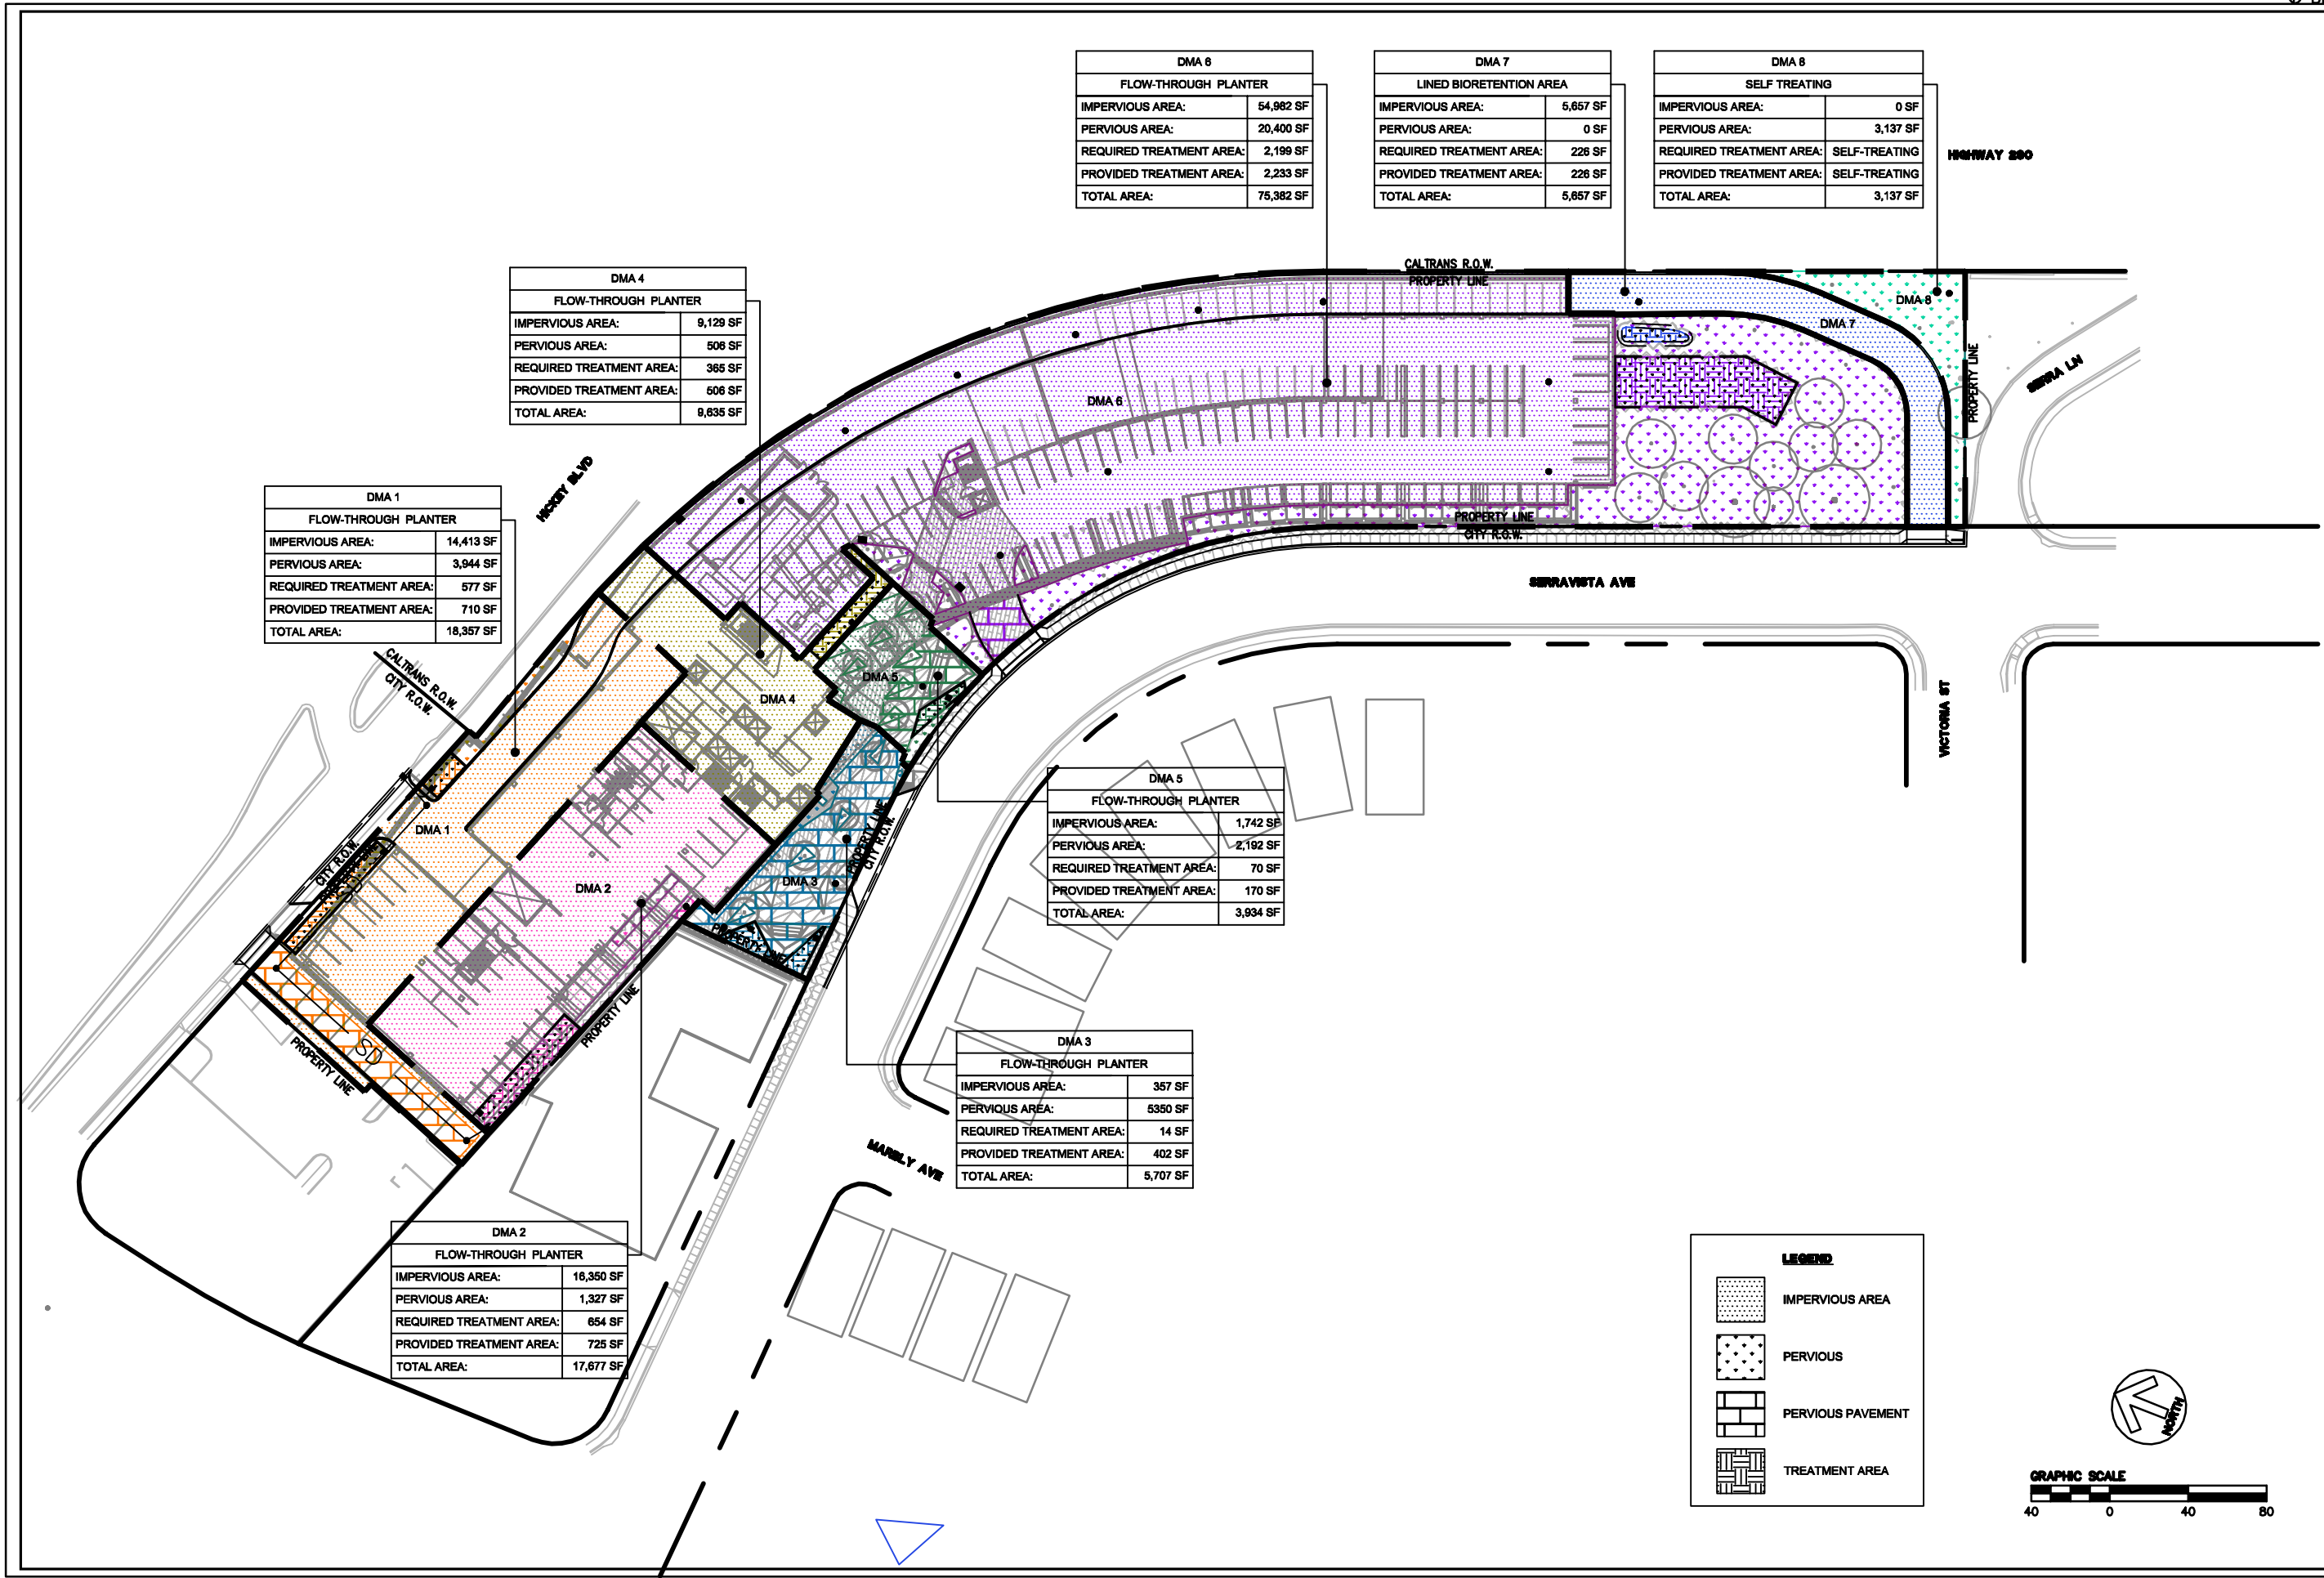 DMA 6
FLOW-THROUGH PLANTER
IMPERVIOUS AREA: 54,982 SF
PERVIOUS AREA: 20,400 SF
REQUIRED TREATMENT AREA: 2,199 SF
PROVIDED TREATMENT AREA: 2,233 SF
TOTAL AREA: 75,382 SF
DMA 7
LINED BIORETENTION AREA
IMPERVIOUS AREA: 5,657 SF
PERVIOUS AREA: 0 SF
REQUIRED TREATMENT AREA: 226 SF
PROVIDED TREATMENT AREA: 226 SF
TOTAL AREA: 5,657 SF
DMA 8
SELF TREATING
IMPERVIOUS AREA: 0 SF
PERVIOUS AREA: 3,137 SF
REQUIRED TREATMENT AREA: SELF-TREATING
PROVIDED TREATMENT AREA: SELF-TREATING
TOTAL AREA: 3,137 SF
HIGHWAY 280
DMA 4
FLOW-THROUGH PLANTER
IMPERVIOUS AREA: 9,129 SF
PERVIOUS AREA: 506 SF
REQUIRED TREATMENT AREA: 365 SF
PROVIDED TREATMENT AREA: 506 SF
TOTAL AREA: 9,635 SF
CALTRANS R.O.W.
PROPERTY LINE
DMA 8
DMA 7
PROPERTY LINE
SERRA LN
DMA 6
HICKEY BLVD
DMA 1
FLOW-THROUGH PLANTER
IMPERVIOUS AREA: 14,413 SF
PERVIOUS AREA: 3,944 SF
REQUIRED TREATMENT AREA: 577 SF
PROVIDED TREATMENT AREA: 710 SF
TOTAL AREA: 18,357 SF
PROPERTY LINE
CITY R.O.W.
SERRAVISTA AVE
CALTRANS R.O.W.
CITY R.O.W.
DMA 5
DMA 4
VICTORIA ST
DMA 5
FLOW-THROUGH PLANTER
IMPERVIOUS AREA: 1,742 SF
PERVIOUS AREA: 2,192 SF
REQUIRED TREATMENT AREA: 70 SF
PROVIDED TREATMENT AREA: 170 SF
TOTAL AREA: 3,934 SF
DMA 1
PROPERTY LINE
CITY R.O.W.
CITY R.O.W.
PROPERTY LINE
DMA 3
DMA 2
PROPERTY LINE
PROPERTY LINE
SD
PROPERTY LINE
DMA 3
FLOW-THROUGH PLANTER
IMPERVIOUS AREA: 357 SF
PERVIOUS AREA: 5350 SF
REQUIRED TREATMENT AREA: 14 SF
PROVIDED TREATMENT AREA: 402 SF
TOTAL AREA: 5,707 SF
MARBLY AVE
DMA 2
FLOW-THROUGH PLANTER
IMPERVIOUS AREA: 16,350 SF
PERVIOUS AREA: 1,327 SF
REQUIRED TREATMENT AREA: 654 SF
PROVIDED TREATMENT AREA: 725 SF
TOTAL AREA: 17,677 SF
LEGEND
IMPERVIOUS AREA
PERVIOUS
PERVIOUS PAVEMENT
TREATMENT AREA
NORTH
GRAPHIC SCALE
40 0 40 80